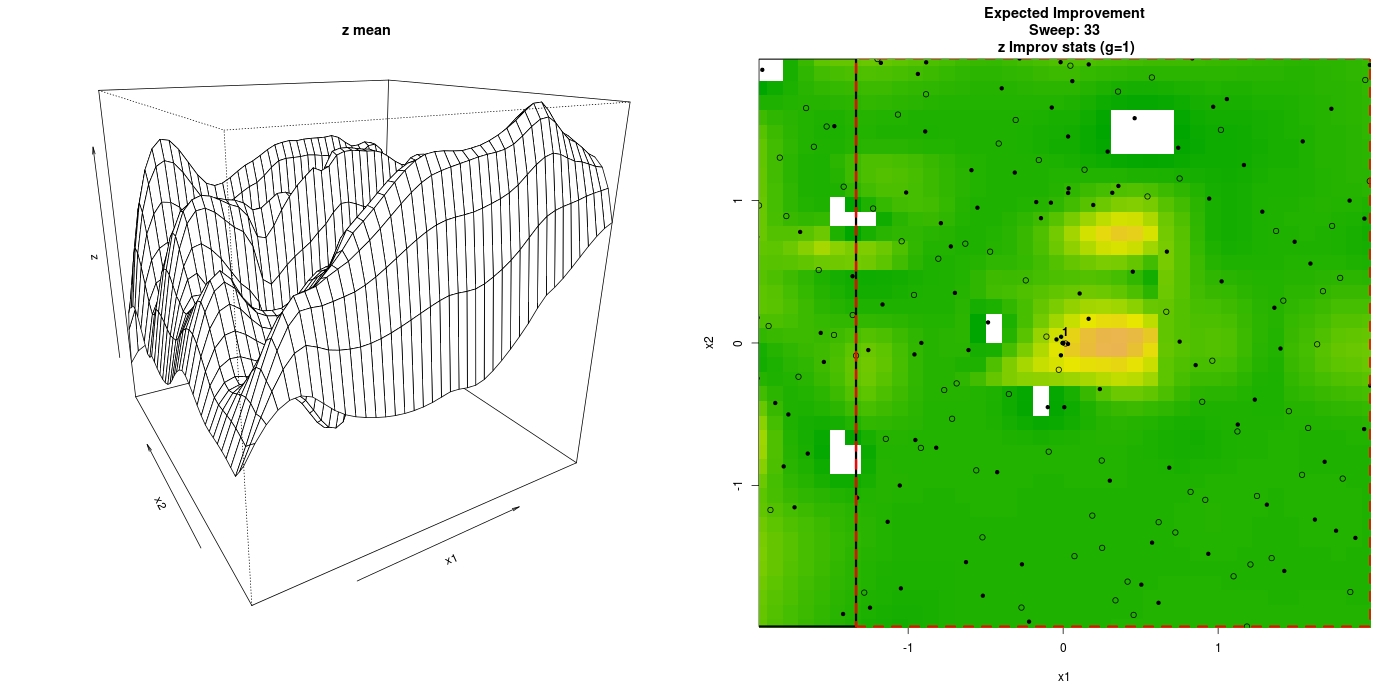 z mean
z
x2
x1
Expected Improvement
Sweep: 33
z Improv stats (g=1)
x2
1
0
-1
1
-1
0
1
x1